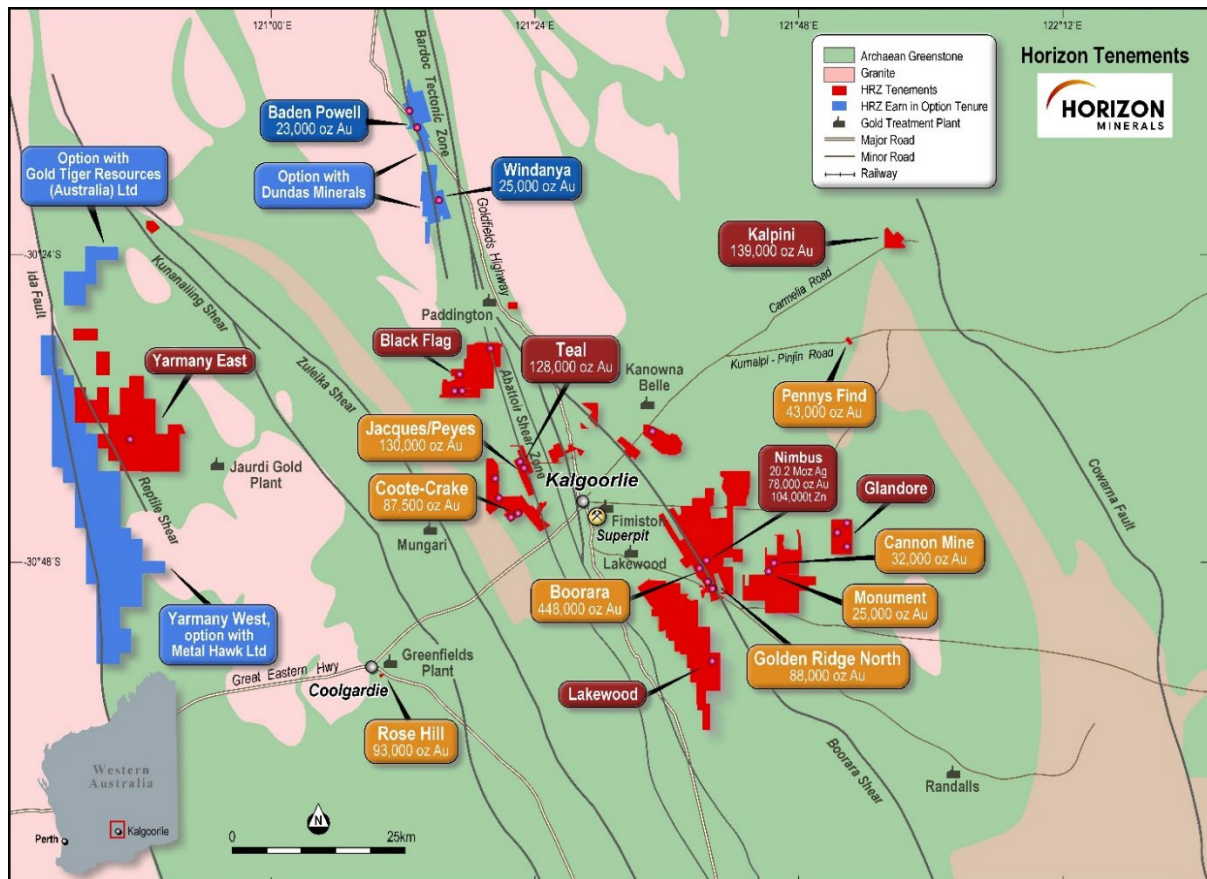 121°00'E
121°24'E
121°48'E
122°12'E
Horizon Tenements
HORIZON
MINERALS
Archaean Greenstone
Granite
HRZ Tenements
HRZ Earn in Option Tenure
Gold Treatment Plant
Major Road
Minor Road
Railway
Bardoc Tectonic Zone
Baden Powell
23,000 oz Au
Option with
Gold Tiger Resources
(Australia) Ltd
Option with
Dundas Minerals
Windanya
25,000 oz Au
Goldfields Highway
Kalpini
139,000 oz Au
-30°24'S
Ida Fault
Kunanalling Shear
Carmelia Road
Paddington
Zuleika Shear
Black Flag
Teal
128,000 oz Au
Kurnalpi - Pinjin Road
Yarmany East
Abattoir Shear Zone
Kanowna
Belle
Pennys Find
43,000 oz Au
Jacques/Peyes
130,000 oz Au
Jaurdi Gold
Plant
Reptile Shear
Coote-Crake
87,500 oz Au
Kalgoorlie
Nimbus
20.2 Moz Ag
78,000 oz Au
104,000t Zn
Glandore
Cowarna Fault
Mungari
Fimiston
Superpit
Lakewood
Cannon Mine
32,000 oz Au
-30°48'S
Boorara
448,000 oz Au
Monument
25,000 oz Au
Yarmany West,
option with
Metal Hawk Ltd
Golden Ridge North
88,000 oz Au
Greenfields
Plant
Great Eastern Hwy
Coolgardie
Lakewood
Rose Hill
93,000 oz Au
Boorara Shear
Randalls
Western
Australia
Perth
Kalgoorlie
N
0
25km